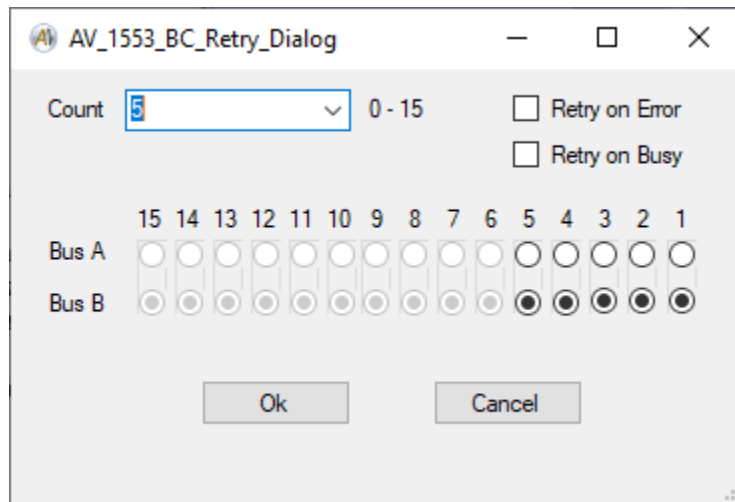 AV_1553_BC_Retry_Dialog
Count 5 0 - 15 Retry on Error
Retry on Busy
15 14 13 12 11 10 9 8 7 6 5 4 3 2 1
Bus A
Bus B
Ok Cancel